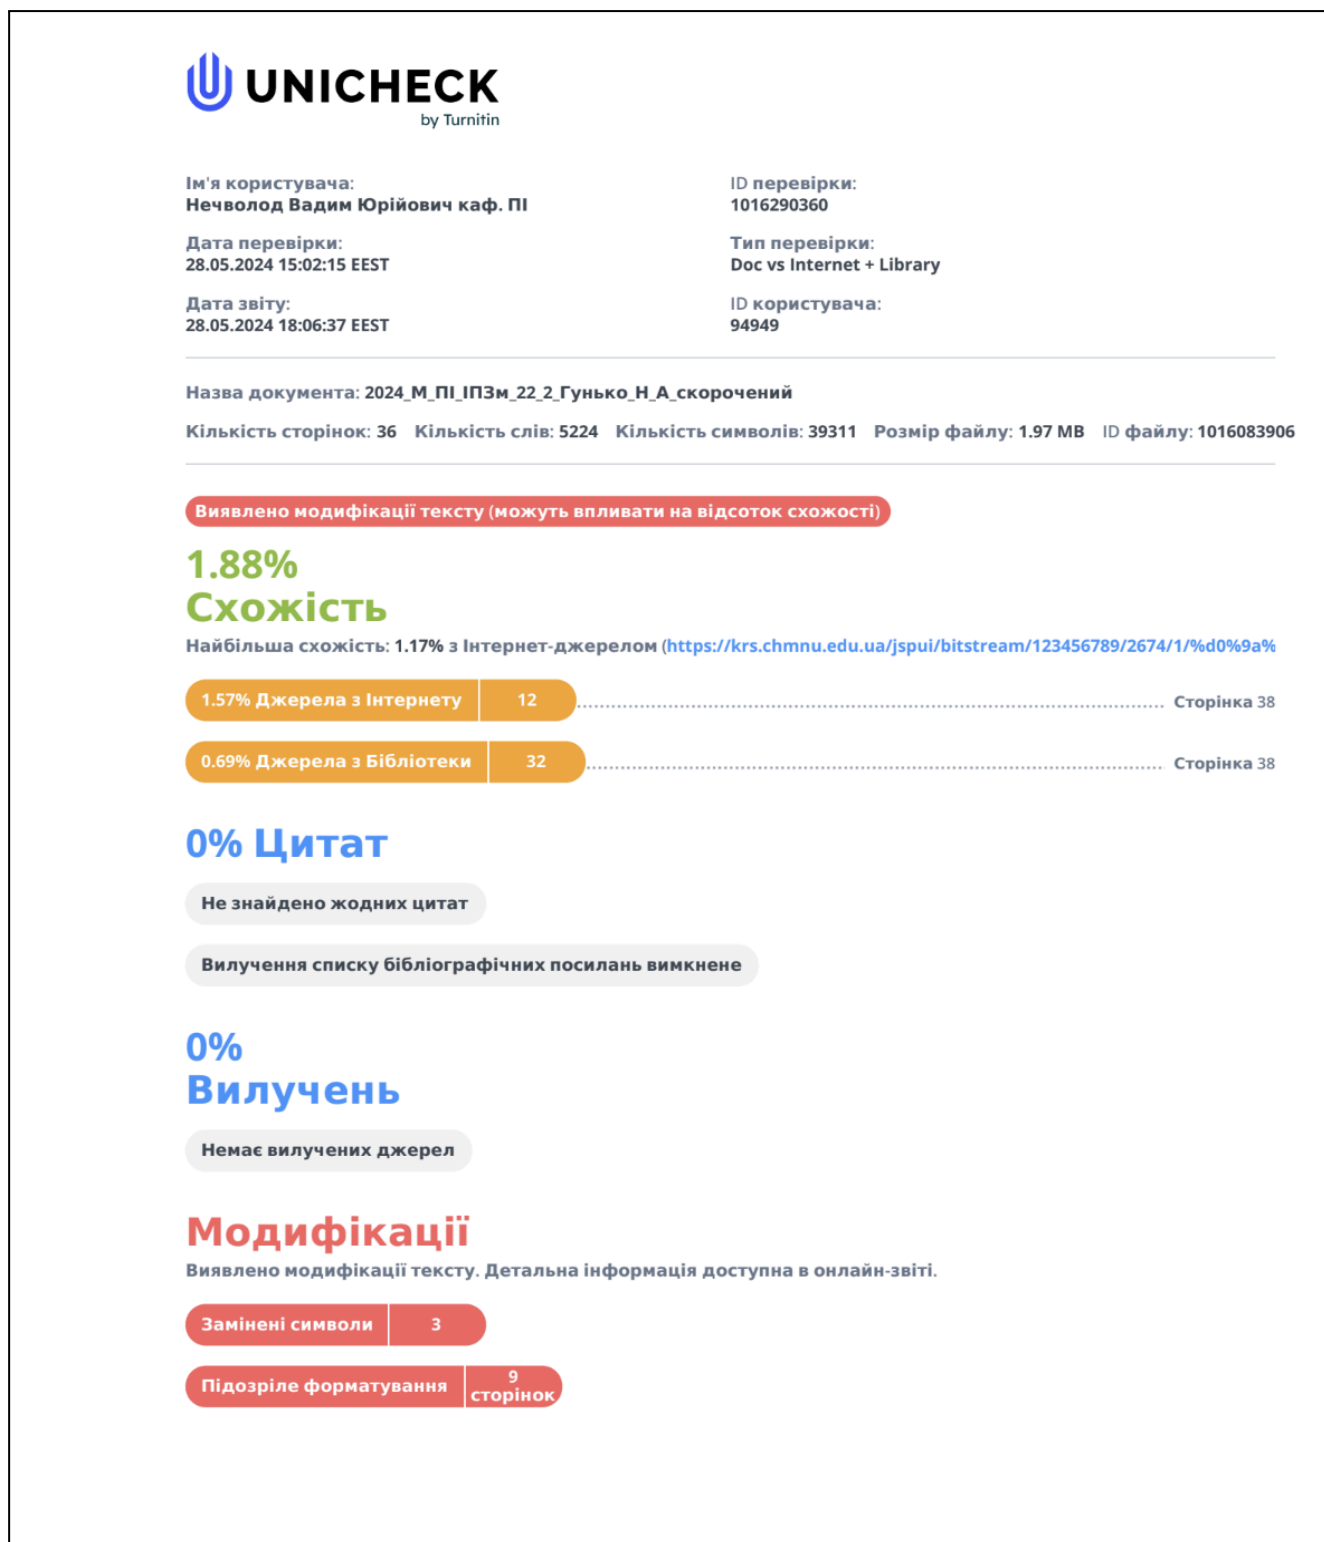 UNICHECK
by Turnitin
Ім'я користувача:
Нечволод Вадим Юрійович каф. ПІ
ID перевірки:
1016290360
Дата перевірки:
28.05.2024 15:02:15 EEST
Тип перевірки:
Doc vs Internet + Library
Дата звіту:
28.05.2024 18:06:37 EEST
ID користувача:
94949
Назва документа: 2024_М_ПІ_ІПЗм_22_2_Гунько_Н_А_скорочений
Кількість сторінок: 36 Кількість слів: 5224 Кількість символів: 39311 Розмір файлу: 1.97 MB ID файлу: 1016083906
Виявлено модифікації тексту (можуть впливати на відсоток схожості)
1.88%
Схожість
Найбільша схожість: 1.17% з Інтернет-джерелом (https://krs.chmnu.edu.ua/jspui/bitstream/123456789/2674/1/%d0%9a%
1.57% Джерела з Інтернету 12 Сторінка 38
0.69% Джерела з Бібліотеки 32 Сторінка 38
0% Цитат
Не знайдено жодних цитат
Вилучення списку бібліографічних посилань вимкнене
0%
Вилучень
Немає вилучених джерел
Модифікації
Виявлено модифікації тексту. Детальна інформація доступна в онлайн-звіті.
Замінені символи 3
Підозріле форматування 9 сторінок